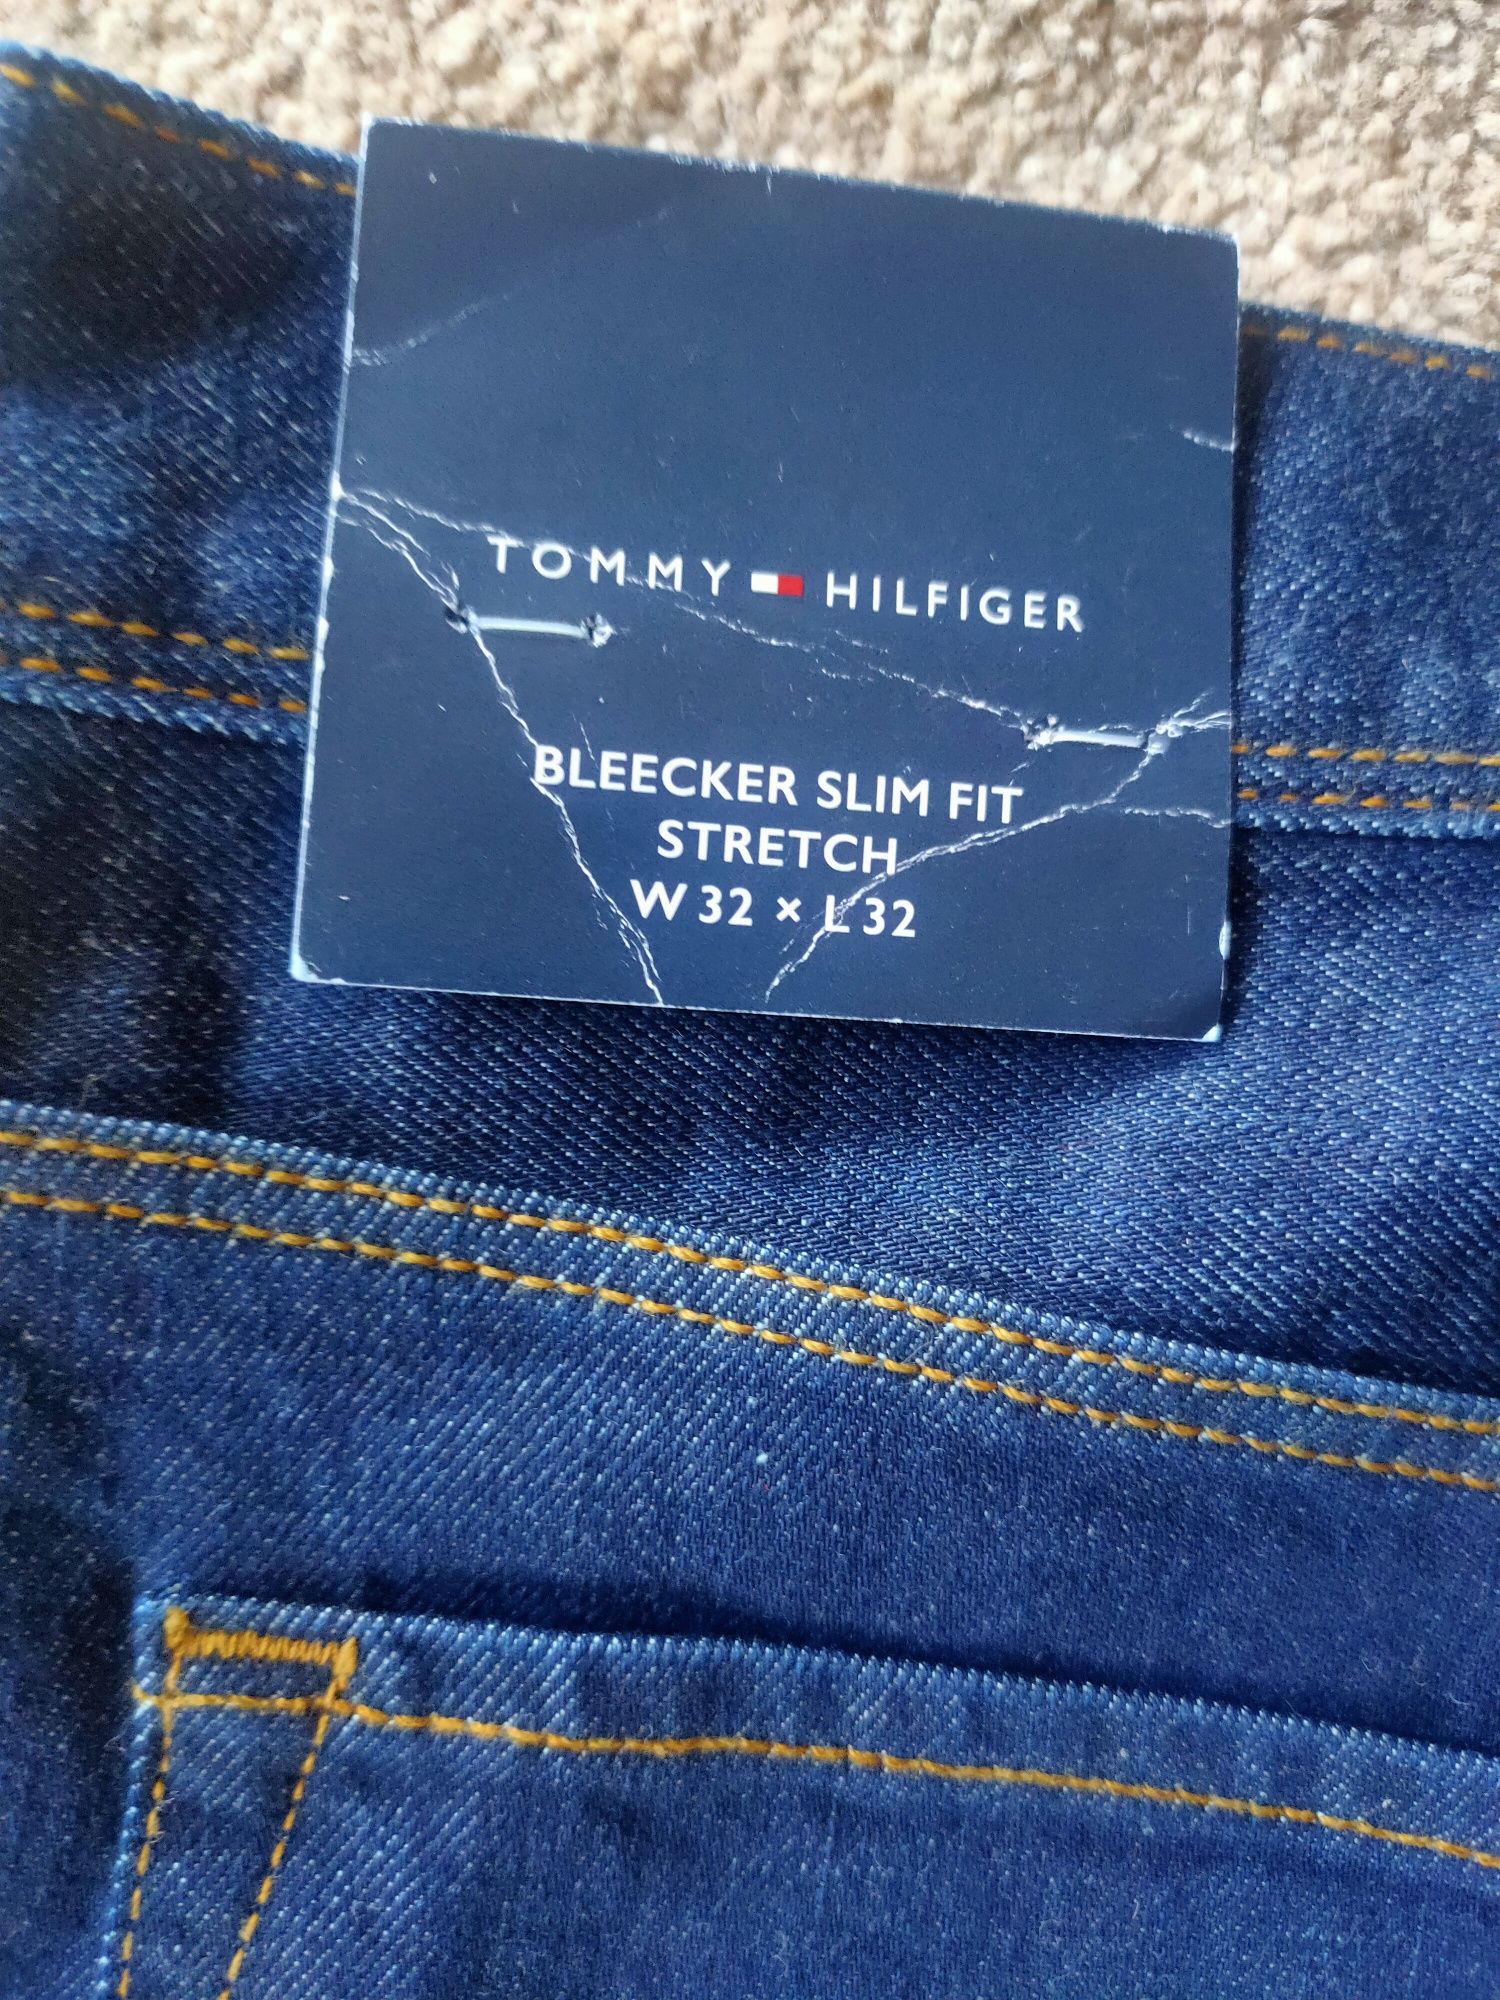 TOMMY HILFIGER
BLEECKER SLIM FIT
STRETCH
W 32 × L 32